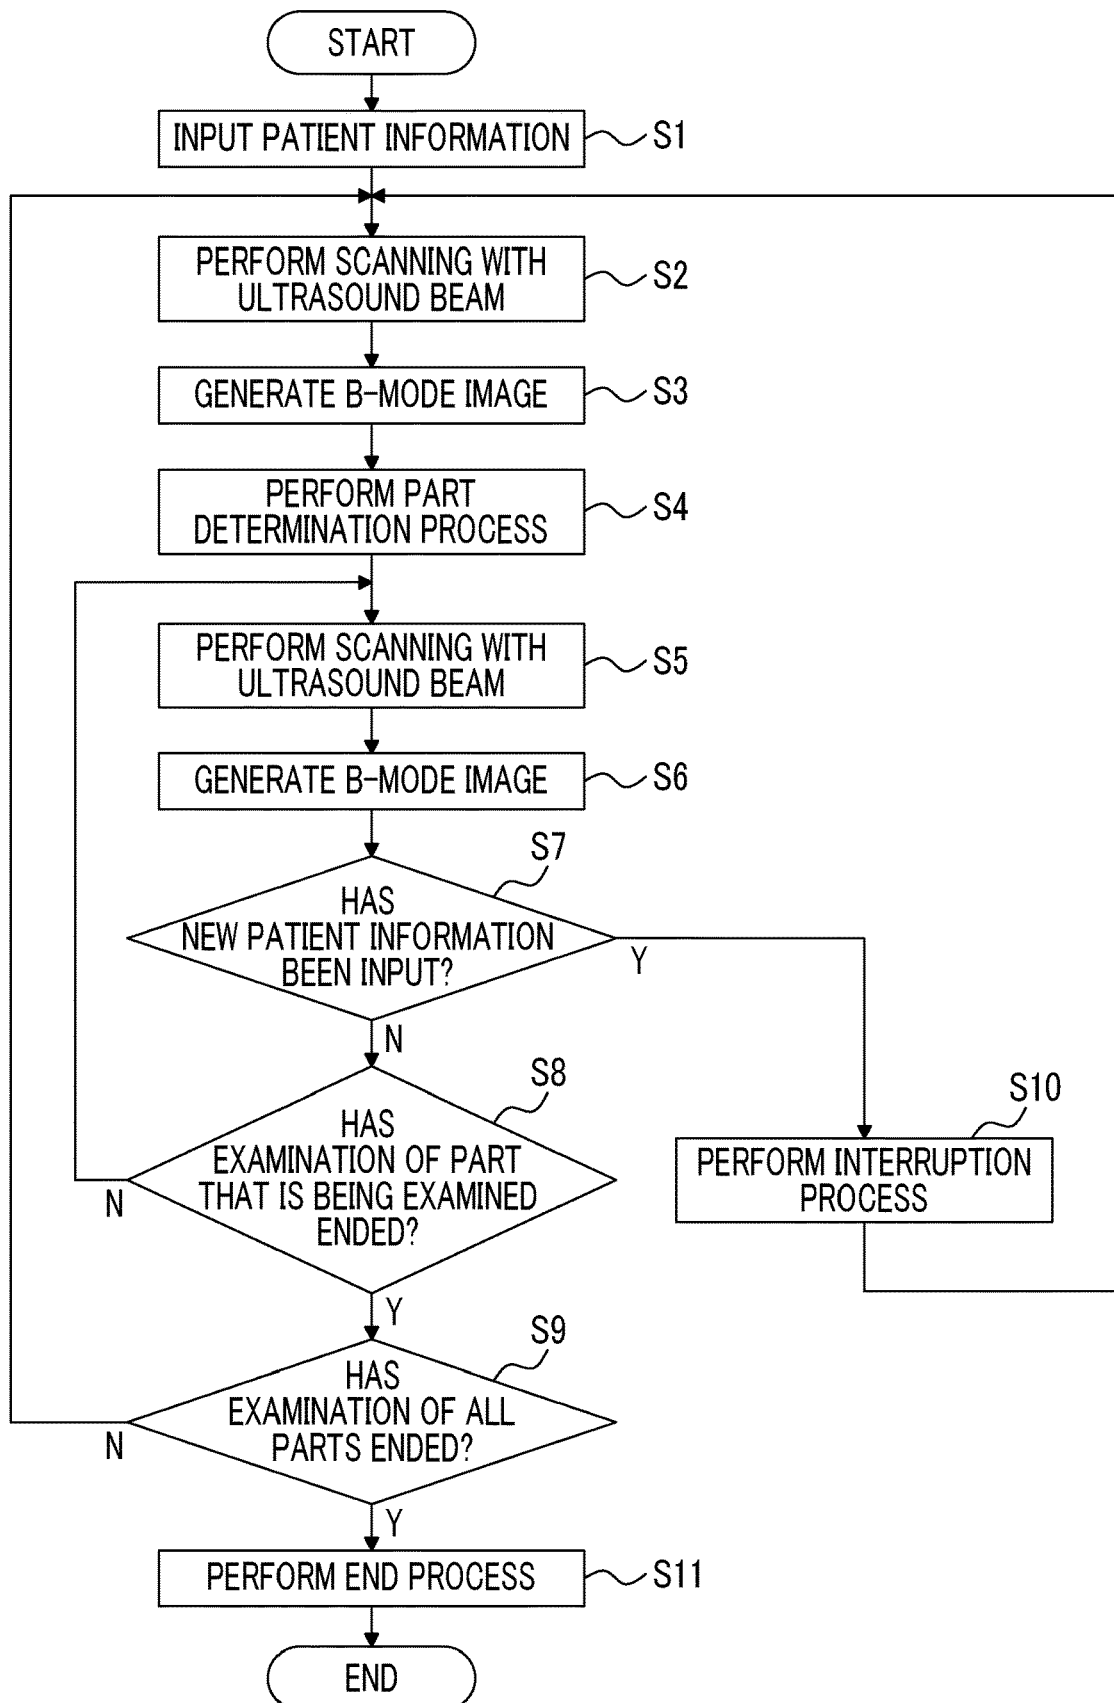 START
INPUT PATIENT INFORMATION
S1
PERFORM SCANNING WITH
ULTRASOUND BEAM
S2
GENERATE B-MODE IMAGE
S3
PERFORM PART
DETERMINATION PROCESS
S4
PERFORM SCANNING WITH
ULTRASOUND BEAM
S5
GENERATE B-MODE IMAGE
S6
S7
HAS
NEW PATIENT INFORMATION
BEEN INPUT?
Y
N
S8
HAS
EXAMINATION OF PART
THAT IS BEING EXAMINED
ENDED?
N
Y
S10
PERFORM INTERRUPTION
PROCESS
S9
HAS
EXAMINATION OF ALL
PARTS ENDED?
N
Y
PERFORM END PROCESS
S11
END